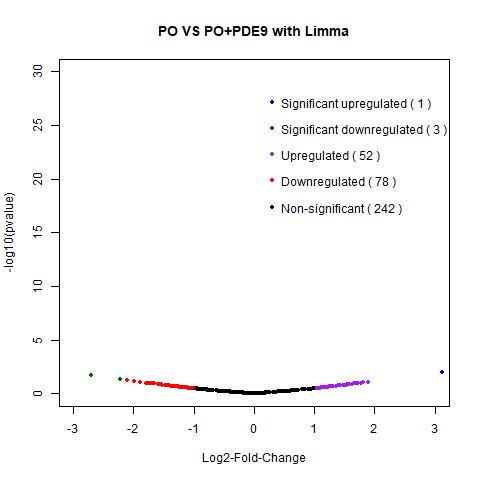 PO VS PO+PDE9 with Limma
Significant upregulated ( 1 )
Significant downregulated ( 3 )
Upregulated ( 52 )
Downregulated ( 78 )
Non-significant ( 242 )
-log10(pvalue)
30
25
20
15
10
5
0
-3 -2 -1 0 1 2 3
Log2-Fold-Change